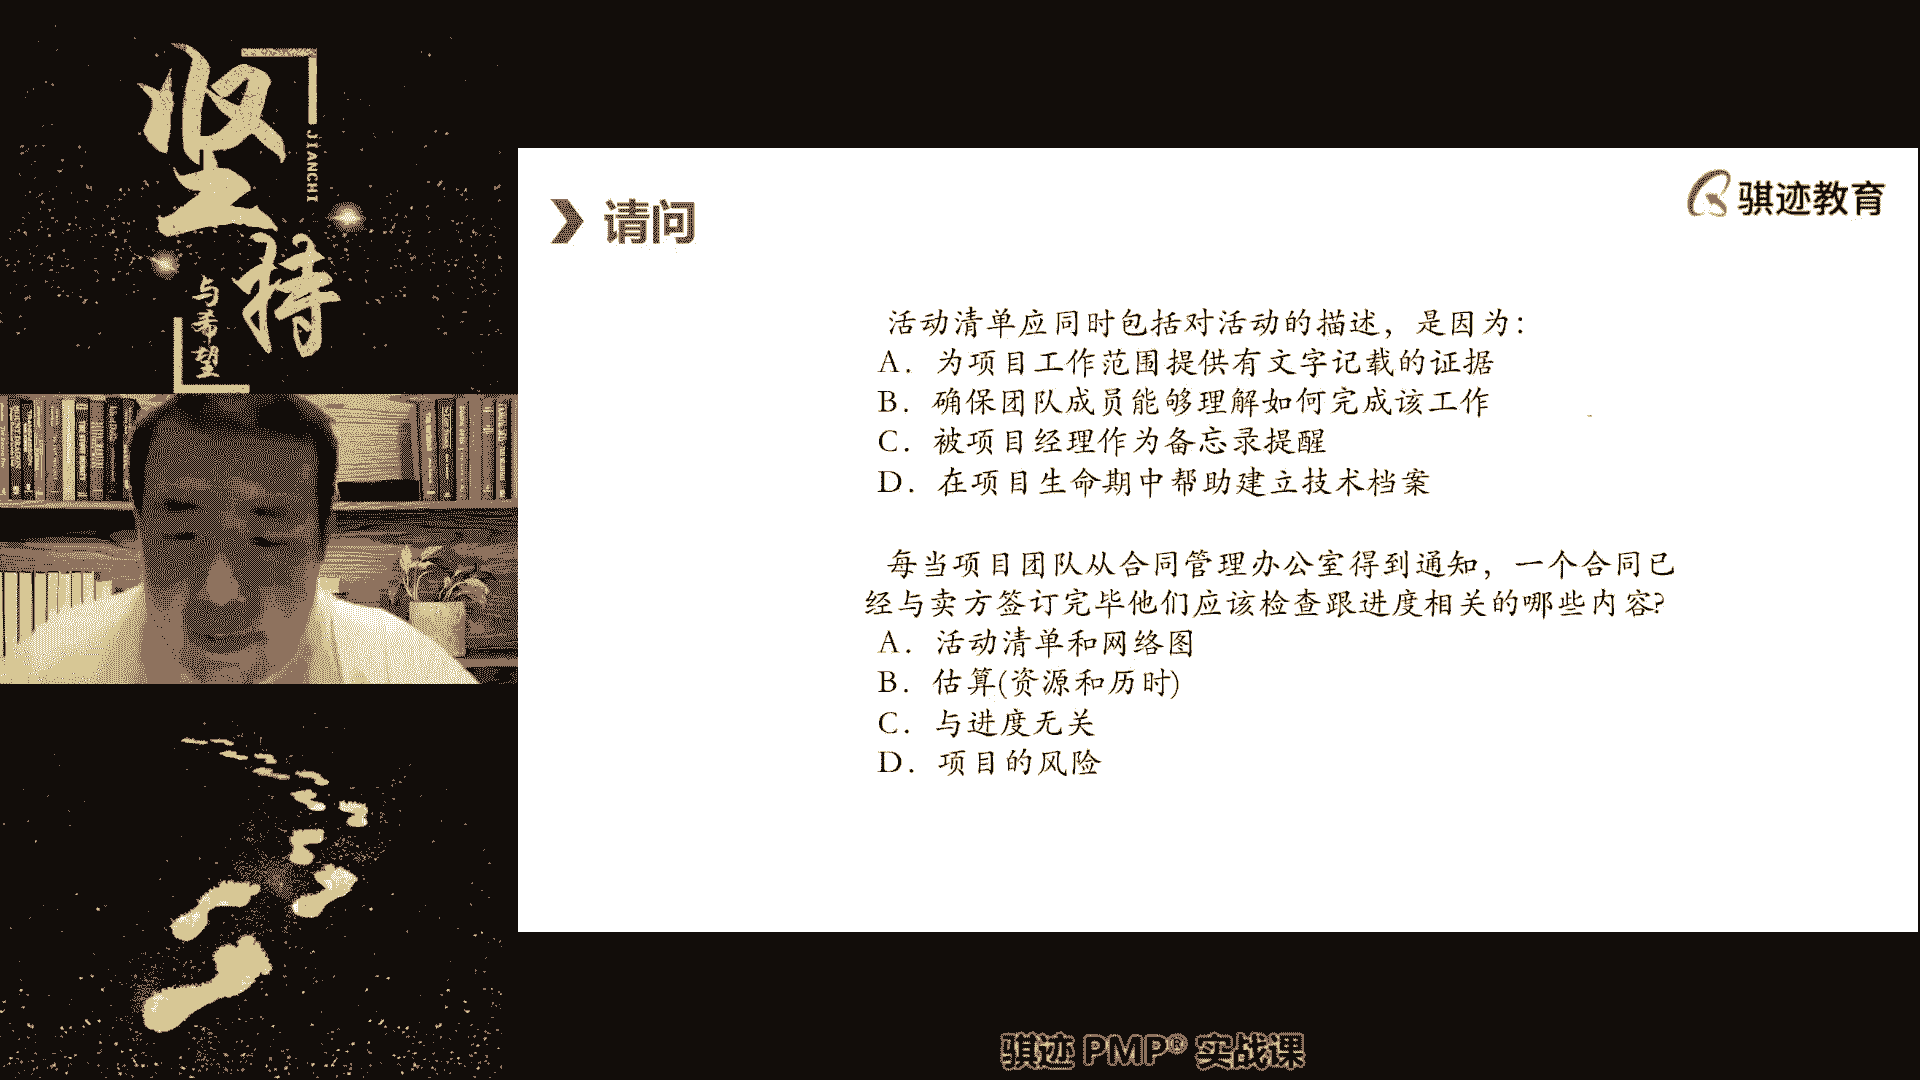 坚持
JIANCHI
与希望
骐迹教育
请问
活动清单应同时包括对活动的描述，是因为：
A．为项目工作范围提供有文字记载的证据
B．确保团队成员能够理解如何完成该工作
C．被项目经理作为备忘录提醒
D．在项目生命期中帮助建立技术档案
每当项目团队从合同管理办公室得到通知，一个合同已
经与卖方签订完毕他们应该检查跟进度相关的哪些内容?
A．活动清单和网络图
B．估算(资源和历时)
C．与进度无关
D．项目的风险
骐迹 PMP® 实战课